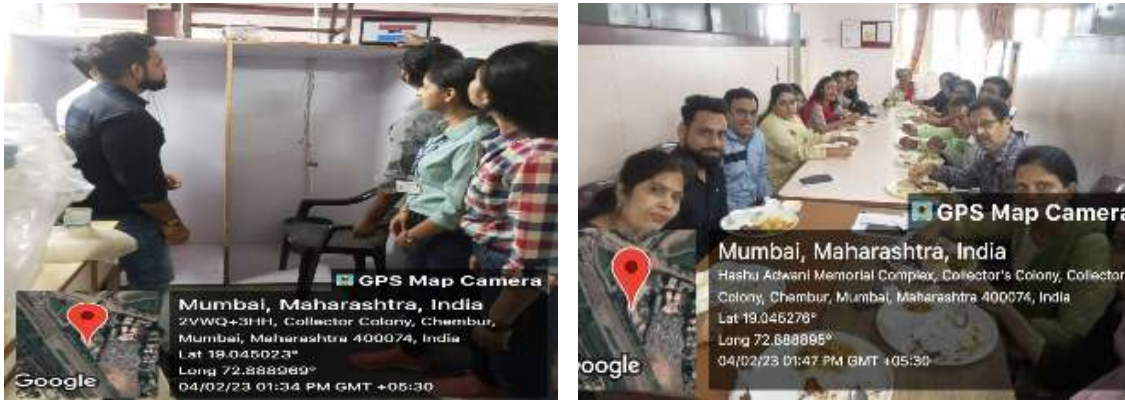 GPS Map Camera
Mumbai, Maharashtra, India
2VWQ+3HH, Collector Colony, Chembur,
Mumbai, Maharashtra 400074, India
Lat 19.045023°
Long 72.888969°
04/02/23 01:34 PM GMT +05:30
Google
GPS Map Camera
Mumbai, Maharashtra, India
Hashu Adwani Memorial Complex, Collector's Colony, Collector
Colony, Chembur, Mumbai, Maharashtra 400074, India
Lat 19.045276°
Long 72.888895°
04/02/23 01:47 PM GMT +05:30
oogle